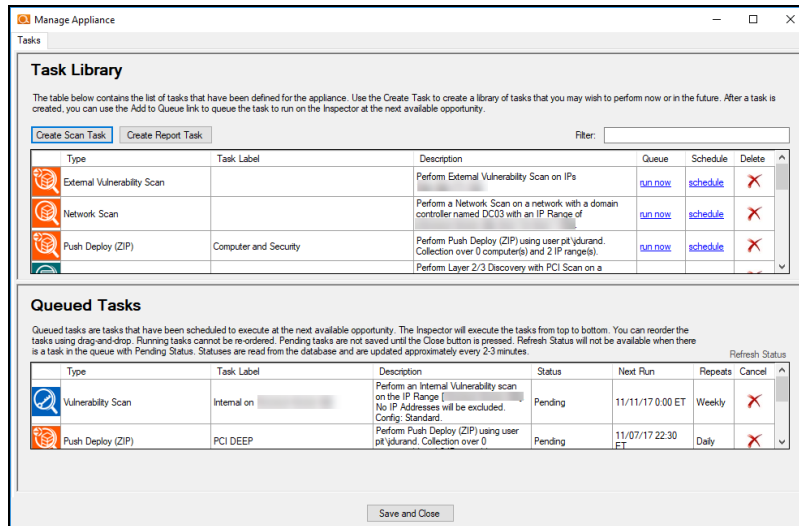 Manage Appliance
Tasks
Task Library
The table below contains the list of tasks that have been defined for the appliance. Use the Create Task to create a library of tasks that you may wish to perform now or in the future. After a task is
created, you can use the Add to Queue link to queue the task to run on the Inspector at the next available opportunity.
Create Scan Task Create Report Task Filter:
Type Task Label Description Queue Schedule Delete
External Vulnerability Scan Perform External Vulnerability Scan on IPs run now schedule
Network Scan Perform a Network Scan on a network with a domain
controller named DC03 with an IP Range of run now schedule
Push Deploy (ZIP) Computer and Security Perform Push Deploy (ZIP) using user pit\jdurand.
Collection over 0 computer(s) and 2 IP range(s). run now schedule
Perform Layer 2/3 Discovery with PCI Scan on a
Queued Tasks
Queued tasks are tasks that have been scheduled to execute at the next available opportunity. The Inspector will execute the tasks from top to bottom. You can reorder the
tasks using drag-and-drop. Running tasks cannot be re-ordered. Pending tasks are not saved until the Close button is pressed. Refresh Status will not be available when there
is a task in the queue with Pending Status. Statuses are read from the database and are updated approximately every 2-3 minutes.
Refresh Status
Type Task Label Description Status Next Run Repeats Cancel
Vulnerability Scan Internal on Perform an Internal Vulnerability scan
on the IP Range [
No IP Addresses will be excluded.
Config: Standard. Pending 11/11/17 0:00 ET Weekly
Push Deploy (ZIP) PCI DEEP Perform Push Deploy (ZIP) using user
pit\jdurand. Collection over 0 Pending 11/07/17 22:30
ET Daily
Save and Close